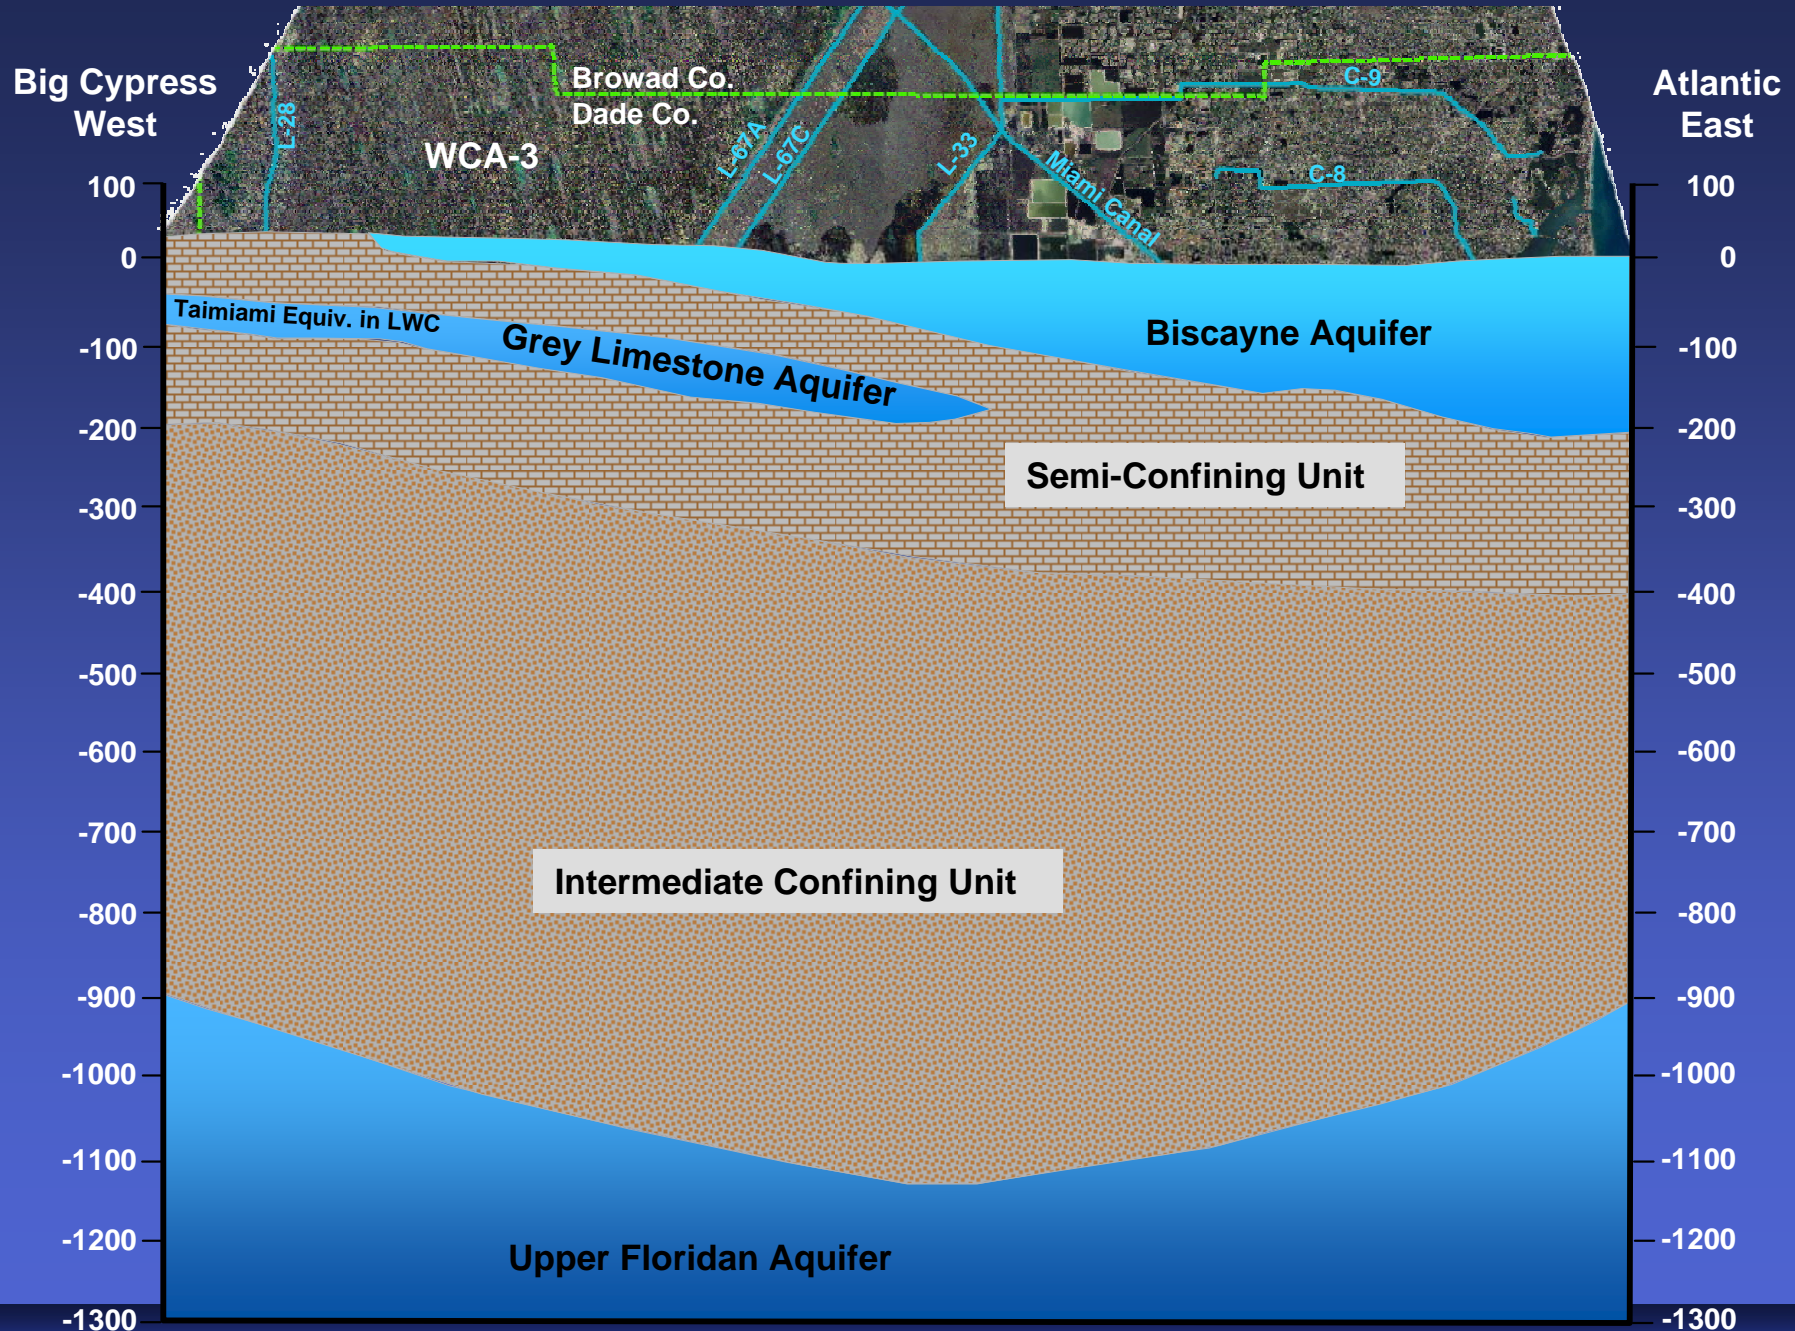 Big Cypress
West
Atlantic
East
Browad Co.
Dade Co.
WCA-3
L-28
L-67A
L-67C
L-33
Miami Canal
C-9
C-8
100
0
-100
-200
-300
-400
-500
-600
-700
-800
-900
-1000
-1100
-1200
-1300
Taimiami Equiv. in LWC
Grey Limestone Aquifer
Biscayne Aquifer
Semi-Confining Unit
Intermediate Confining Unit
Upper Floridan Aquifer
100
0
-100
-200
-300
-400
-500
-600
-700
-800
-900
-1000
-1100
-1200
-1300